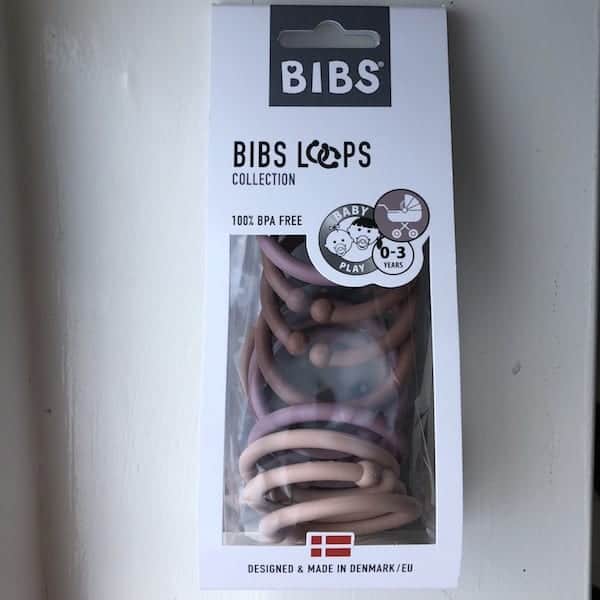 BIBS®
BIBS LOOPS
COLLECTION
100% BPA FREE
BABY
PLAY
0-3
YEARS
DESIGNED & MADE IN DENMARK/EU